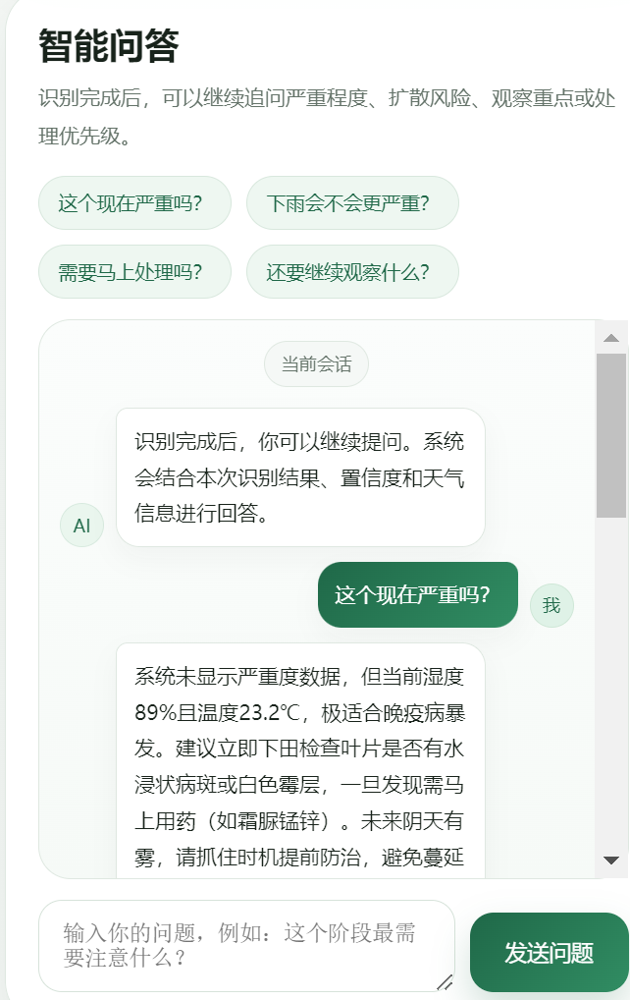 智能问答
识别完成后，可以继续追问严重程度、扩散风险、观察重点或处
理优先级。
这个现在严重吗？
下雨会不会更严重？
需要马上处理吗？
还要继续观察什么？
当前会话
识别完成后，你可以继续提问。系统
会结合本次识别结果、置信度和天气
信息进行回答。
AI
这个现在严重吗？
我
系统未显示严重度数据，但当前湿度
89%且温度23.2℃，极适合晚疫病暴
发。建议立即下田检查叶片是否有水
浸状病斑或白色霉层，一旦发现需马
上用药（如霜脲锰锌）。未来阴天有
雾，请抓住时机提前防治，避免蔓延
输入你的问题，例如：这个阶段最需
要注意什么？
发送问题